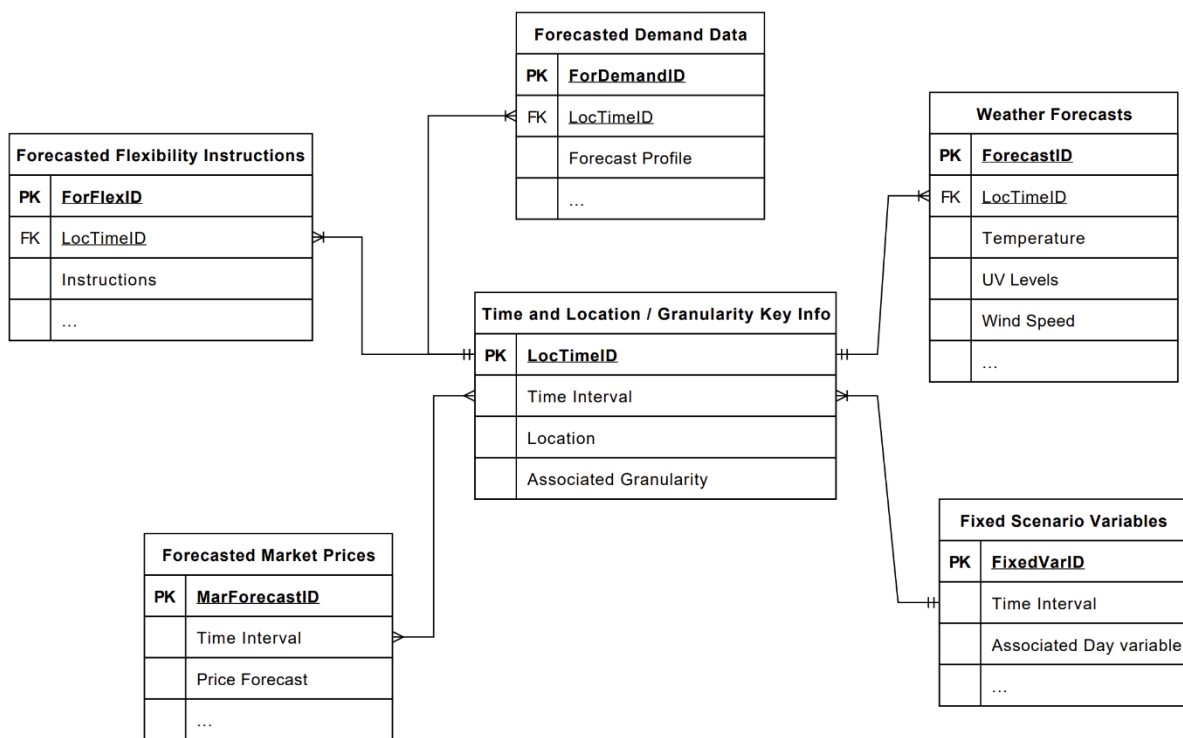 Forecasted Demand Data
PK ForDemandID
FK LocTimeID
Forecast Profile
...
Weather Forecasts
PK ForecastID
FK LocTimeID
Temperature
UV Levels
Wind Speed
...
Forecasted Flexibility Instructions
PK ForFlexID
FK LocTimeID
Instructions
...
Time and Location / Granularity Key Info
PK LocTimeID
Time Interval
Location
Associated Granularity
Forecasted Market Prices
PK MarForecastID
Time Interval
Price Forecast
...
Fixed Scenario Variables
PK FixedVarID
Time Interval
Associated Day variable
...